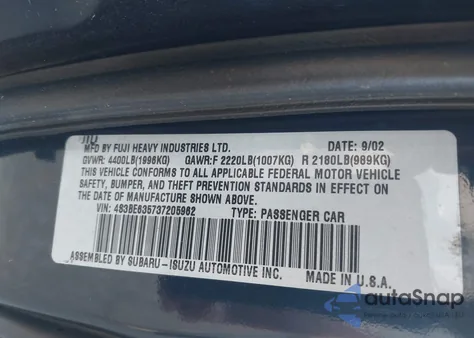 MFD BY FUJI HEAVY INDUSTRIES LTD. DATE: 9/02
GVWR: 4400LB(1996KG) GAWR:F 2220LB(1007KG) R 2180LB(989KG)
THIS VEHICLE CONFORMS TO ALL APPLICABLE FEDERAL MOTOR VEHICLE
SAFETY, BUMPER, AND THEFT PREVENTION STANDARDS IN EFFECT ON
THE DATE OF MANUFACTURE SHOWN ABOVE.
VIN: 4S3BE635737205962 TYPE: PASSENGER CAR
ASSEMBLED BY SUBARU-ISUZU AUTOMOTIVE INC. MADE IN U.S.A.
autoSnap